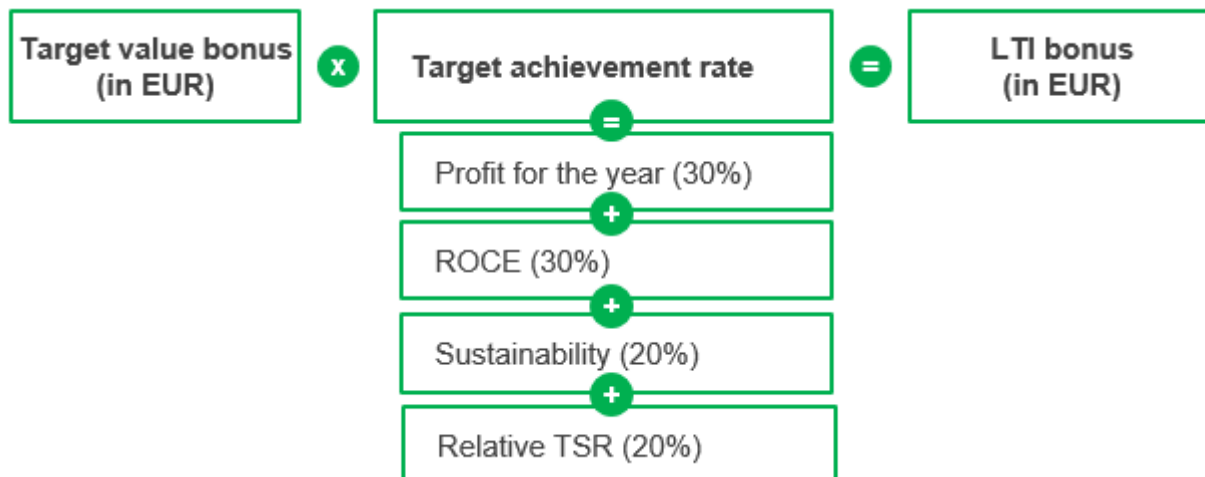 Target value bonus
(in EUR)
x
Target achievement rate
=
LTI bonus
(in EUR)
=
Profit for the year (30%)
+
ROCE (30%)
+
Sustainability (20%)
+
Relative TSR (20%)